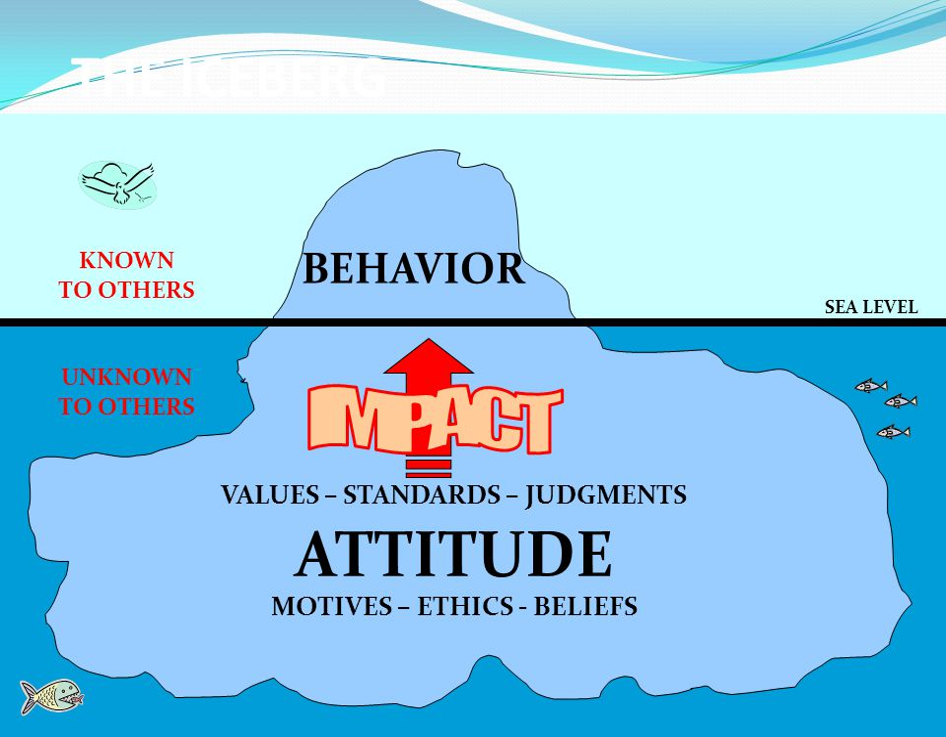 THE ICEBERG
BEHAVIOR
KNOWN
TO OTHERS
SEA LEVEL
UNKNOWN
TO OTHERS
IMPACT
VALUES – STANDARDS – JUDGMENTS
ATTITUDE
MOTIVES – ETHICS - BELIEFS